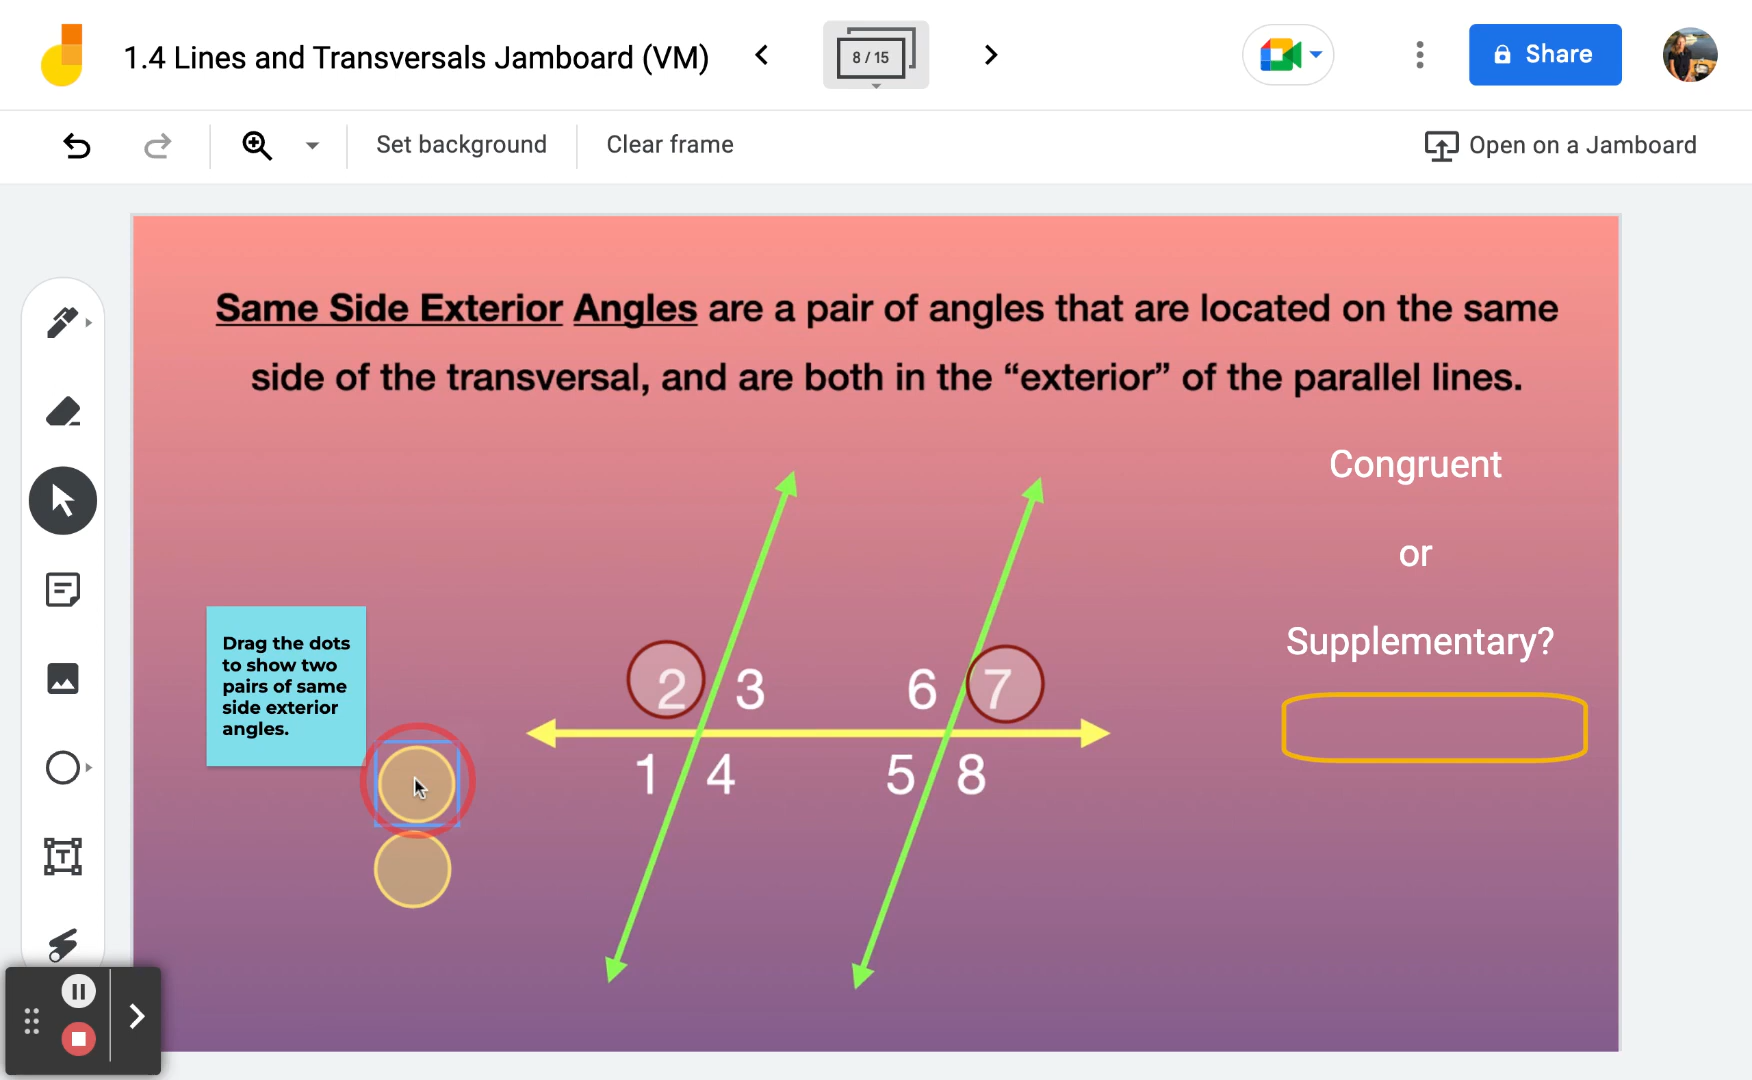 1.4 Lines and Transversals Jamboard (VM)
8 / 15
Share
Set background
Clear frame
Open on a Jamboard
Same Side Exterior Angles are a pair of angles that are located on the same
side of the transversal, and are both in the “exterior” of the parallel lines.
Congruent
or
Supplementary?
Drag the dots
to show two
pairs of same
side exterior
angles.
2 3 6 7
1 4 5 8
T